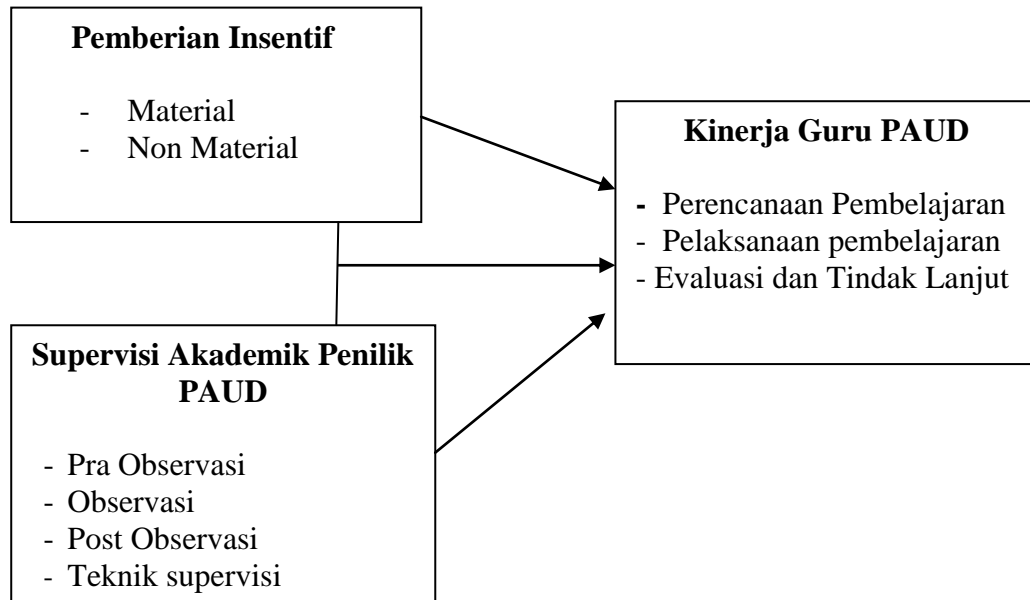 Pemberian Insentif
- Material
- Non Material
Kinerja Guru PAUD
- Perencanaan Pembelajaran
- Pelaksanaan pembelajaran
- Evaluasi dan Tindak Lanjut
Supervisi Akademik Penilik
PAUD
- Pra Observasi
- Observasi
- Post Observasi
- Teknik supervisi